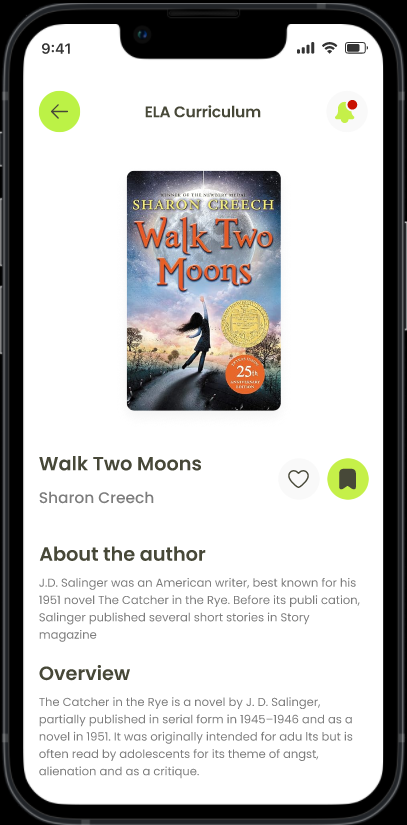 9:41
ELA Curriculum
WINNER OF THE NEWBERY MEDAL
SHARON CREECH
Walk Two
Moons
25th
ANNIVERSARY
EDITION
Walk Two Moons
Sharon Creech
About the author
J.D. Salinger was an American writer, best known for his
1951 novel The Catcher in the Rye. Before its publi cation,
Salinger published several short stories in Story
magazine
Overview
The Catcher in the Rye is a novel by J. D. Salinger,
partially published in serial form in 1945–1946 and as a
novel in 1951. It was originally intended for adu lts but is
often read by adolescents for its theme of angst,
alienation and as a critique.